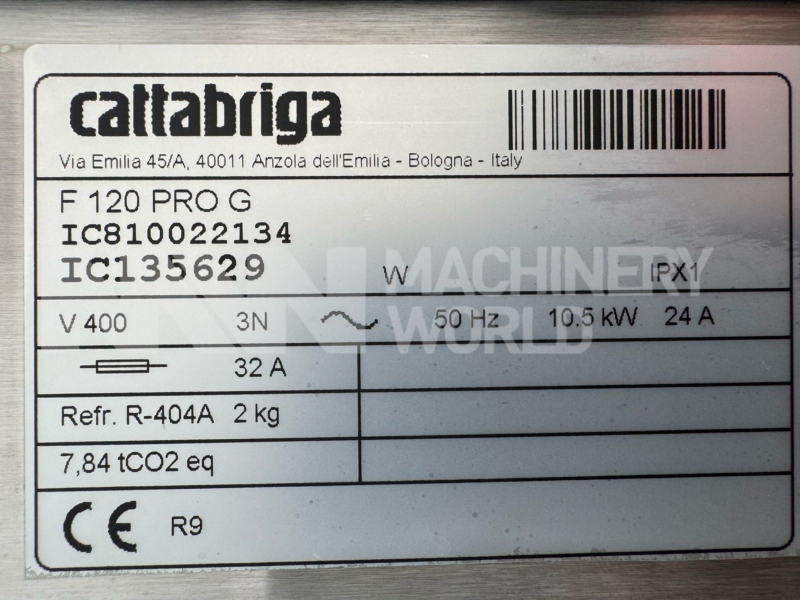 cattabriga
Via Emilia 45/A, 40011 Anzola dell'Emilia - Bologna - Italy
F 120 PRO G
IC810022134
IC135629 W IPX1
MACHINERY
WORLD
V 400 3N 50 Hz 10.5 kW 24 A
32 A
Refr. R-404A 2 kg
7,84 tCO2 eq
CE R9